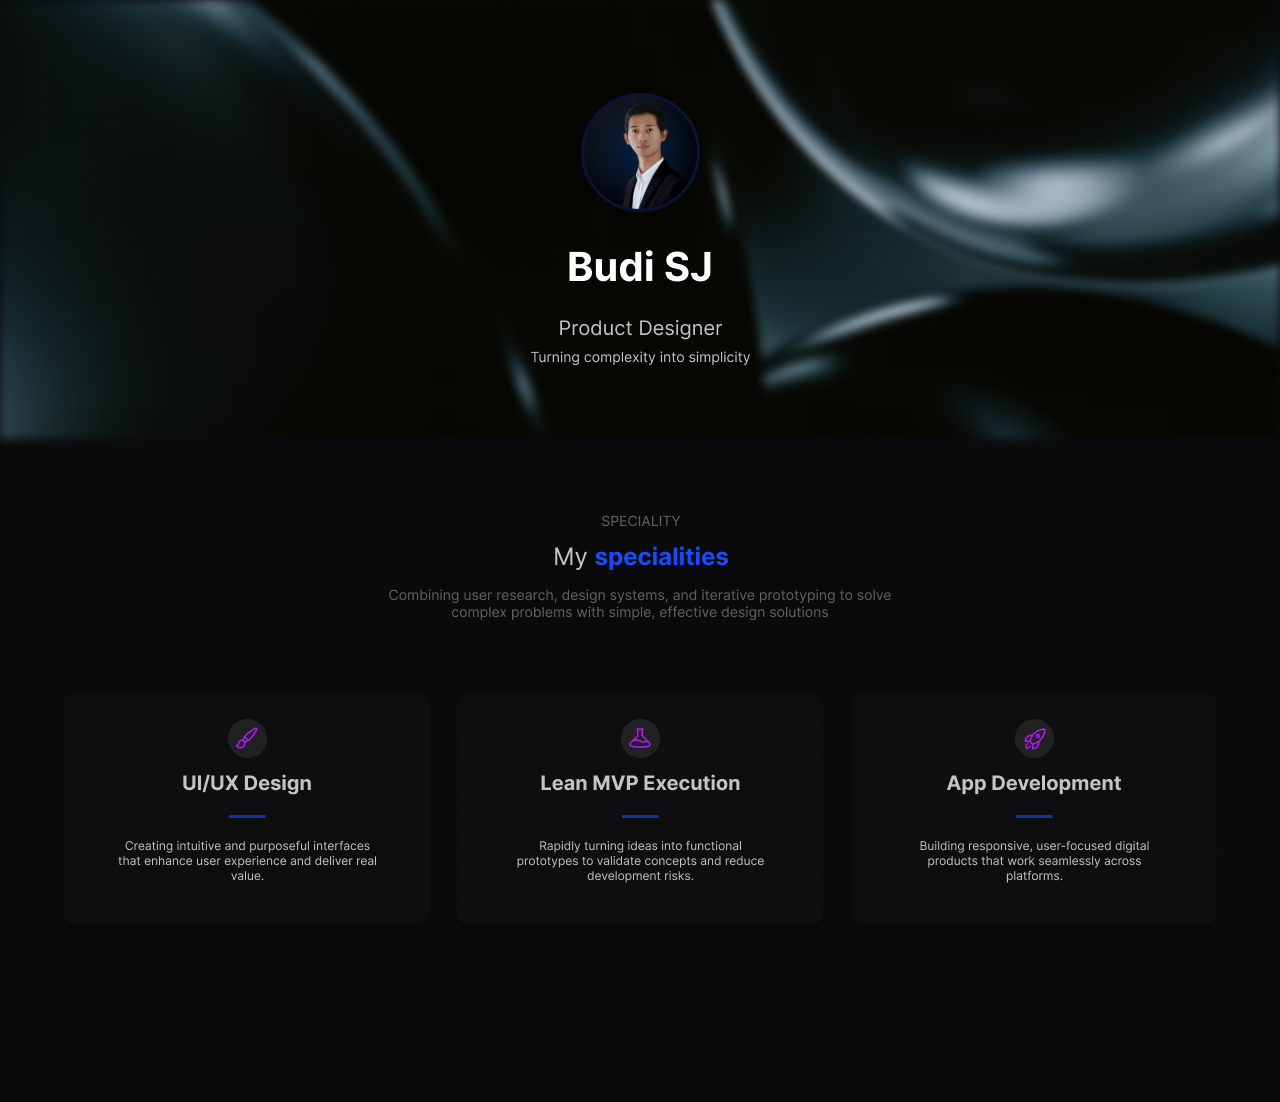 Budi SJ
Product Designer
Turning complexity into simplicity
SPECIALITY
My specialities
Combining user research, design systems, and iterative prototyping to solve
complex problems with simple, effective design solutions
UI/UX Design
Creating intuitive and purposeful interfaces
that enhance user experience and deliver real
value.
Lean MVP Execution
Rapidly turning ideas into functional
prototypes to validate concepts and reduce
development risks.
App Development
Building responsive, user-focused digital
products that work seamlessly across
platforms.